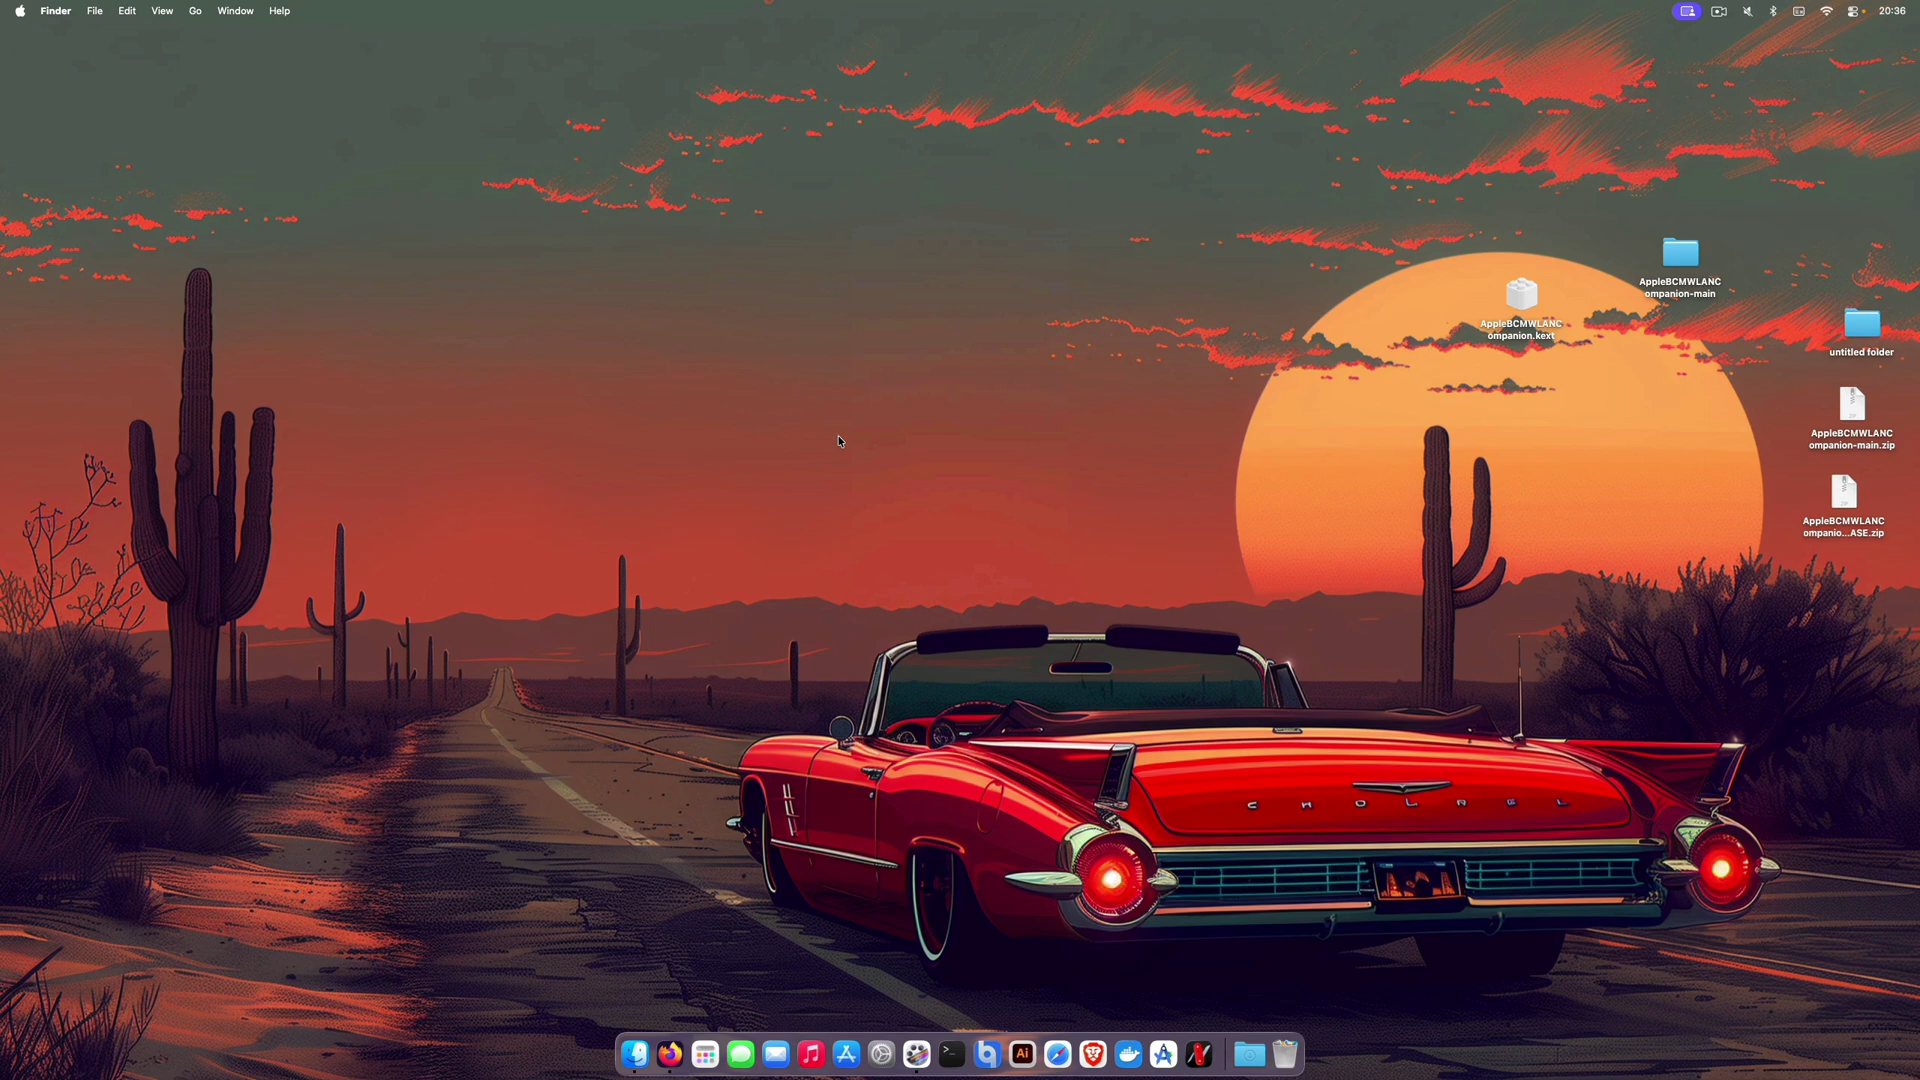 Finder File Edit View Go Window Help 20:36
AppleBCMWLANC
ompanion-main
AppleBCMWLANC
ompanion.kext
untitled folder
AppleBCMWLANC
ompanion-main.zip
AppleBCMWLANC
ompanio...ASE.zip
C H O L R E L
>_
Ai